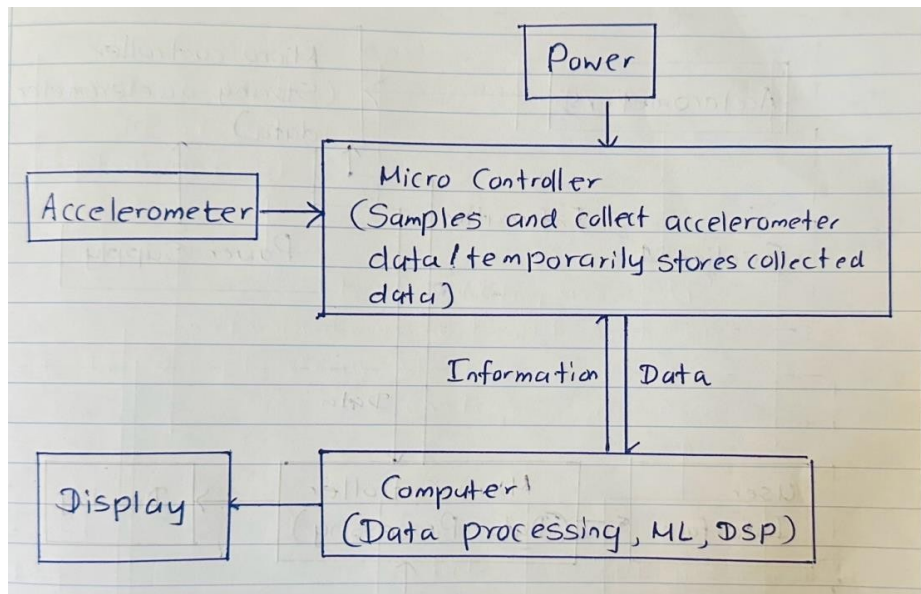 Power
Micro Controller
Accelerometer
(Samples and collect accelerometer
data/temporarily stores collected
data)
Information
Data
Display
Computer
(Data processing, ML, DSP)